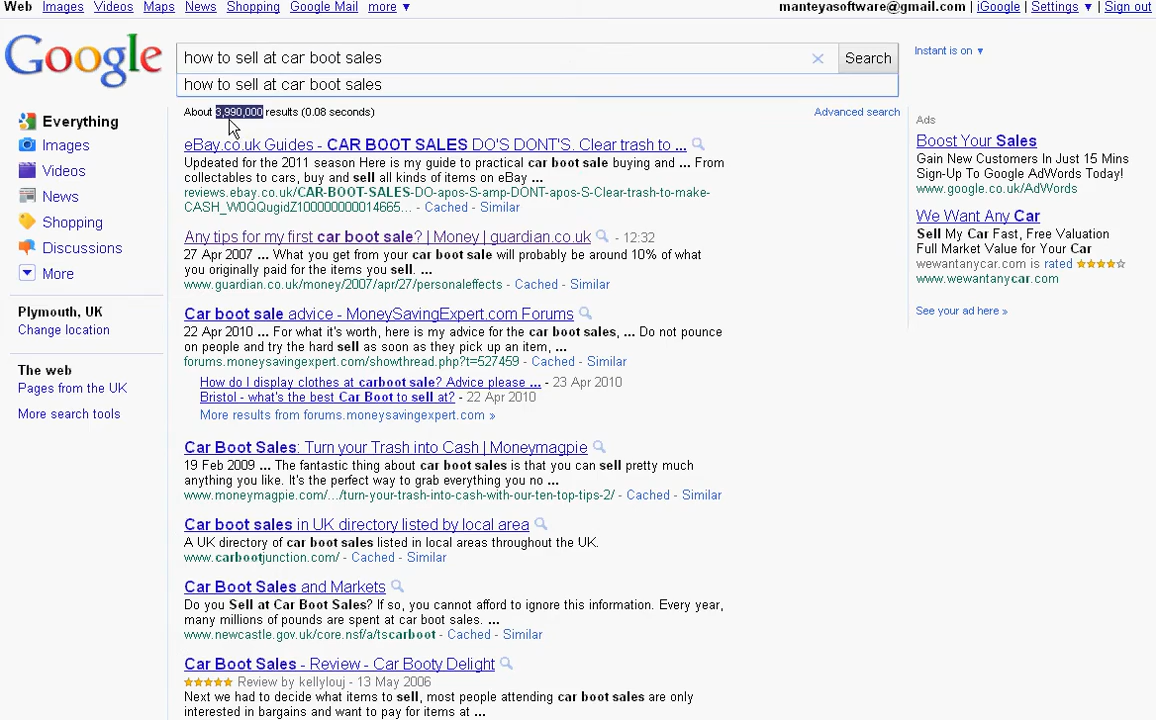 Web Images Videos Maps News Shopping Google Mail more ▼
manteyasoftware@gmail.com | iGoogle | Settings ▼ | Sign out
Google
how to sell at car boot sales
Search
Instant is on ▼
how to sell at car boot sales
About 3,990,000 results (0.08 seconds)
Advanced search
Everything
Images
Videos
News
Shopping
Discussions
More
Plymouth, UK
Change location
The web
Pages from the UK
More search tools
eBay.co.uk Guides - CAR BOOT SALES DO'S DONT'S. Clear trash to ...
Updeated for the 2011 season Here is my guide to practical car boot sale buying and ... From
collectables to cars, buy and sell all kinds of items on eBay ...
reviews.ebay.co.uk/CAR-BOOT-SALES-DO-apos-S-amp-DONT-apos-S-Clear-trash-to-make-
CASH_W0QQugidZ10000000014665... - Cached - Similar
Any tips for my first car boot sale? | Money | guardian.co.uk - 12:32
27 Apr 2007 ... What you get from your car boot sale will probably be around 10% of what
you originally paid for the items you sell. ...
www.guardian.co.uk/money/2007/apr/27/personaleffects - Cached - Similar
Car boot sale advice - MoneySavingExpert.com Forums
22 Apr 2010 ... For what it's worth, here is my advice for the car boot sales, ... Do not pounce
on people and try the hard sell as soon as they pick up an item, ...
forums.moneysavingexpert.com/showthread.php?t=527459 - Cached - Similar
How do I display clothes at carboot sale? Advice please ... - 23 Apr 2010
Bristol - what's the best Car Boot to sell at? - 22 Apr 2010
More results from forums.moneysavingexpert.com »
Car Boot Sales: Turn your Trash into Cash | Moneymagpie
19 Feb 2009 ... The fantastic thing about car boot sales is that you can sell pretty much
anything you like. It's the perfect way to grab everything you no ...
www.moneymagpie.com/.../turn-your-trash-into-cash-with-our-ten-top-tips-2/ - Cached - Similar
Car boot sales in UK directory listed by local area
A UK directory of car boot sales listed in local areas throughout the UK.
www.carbootjunction.com/ - Cached - Similar
Car Boot Sales and Markets
Do you Sell at Car Boot Sales? If so, you cannot afford to ignore this information. Every year,
many millions of pounds are spent at car boot sales. ...
www.newcastle.gov.uk/core.nsf/a/tscarboot - Cached - Similar
Car Boot Sales - Review - Car Booty Delight
Review by kellylouj - 13 May 2006
Next we had to decide what items to sell, most people attending car boot sales are only
interested in bargains and want to pay for items at ...
Ads
Boost Your Sales
Gain New Customers In Just 15 Mins
Sign-Up To Google AdWords Today!
www.google.co.uk/AdWords
We Want Any Car
Sell My Car Fast, Free Valuation
Full Market Value for Your Car
wewantanycar.com is rated
www.wewantanycar.com
See your ad here »